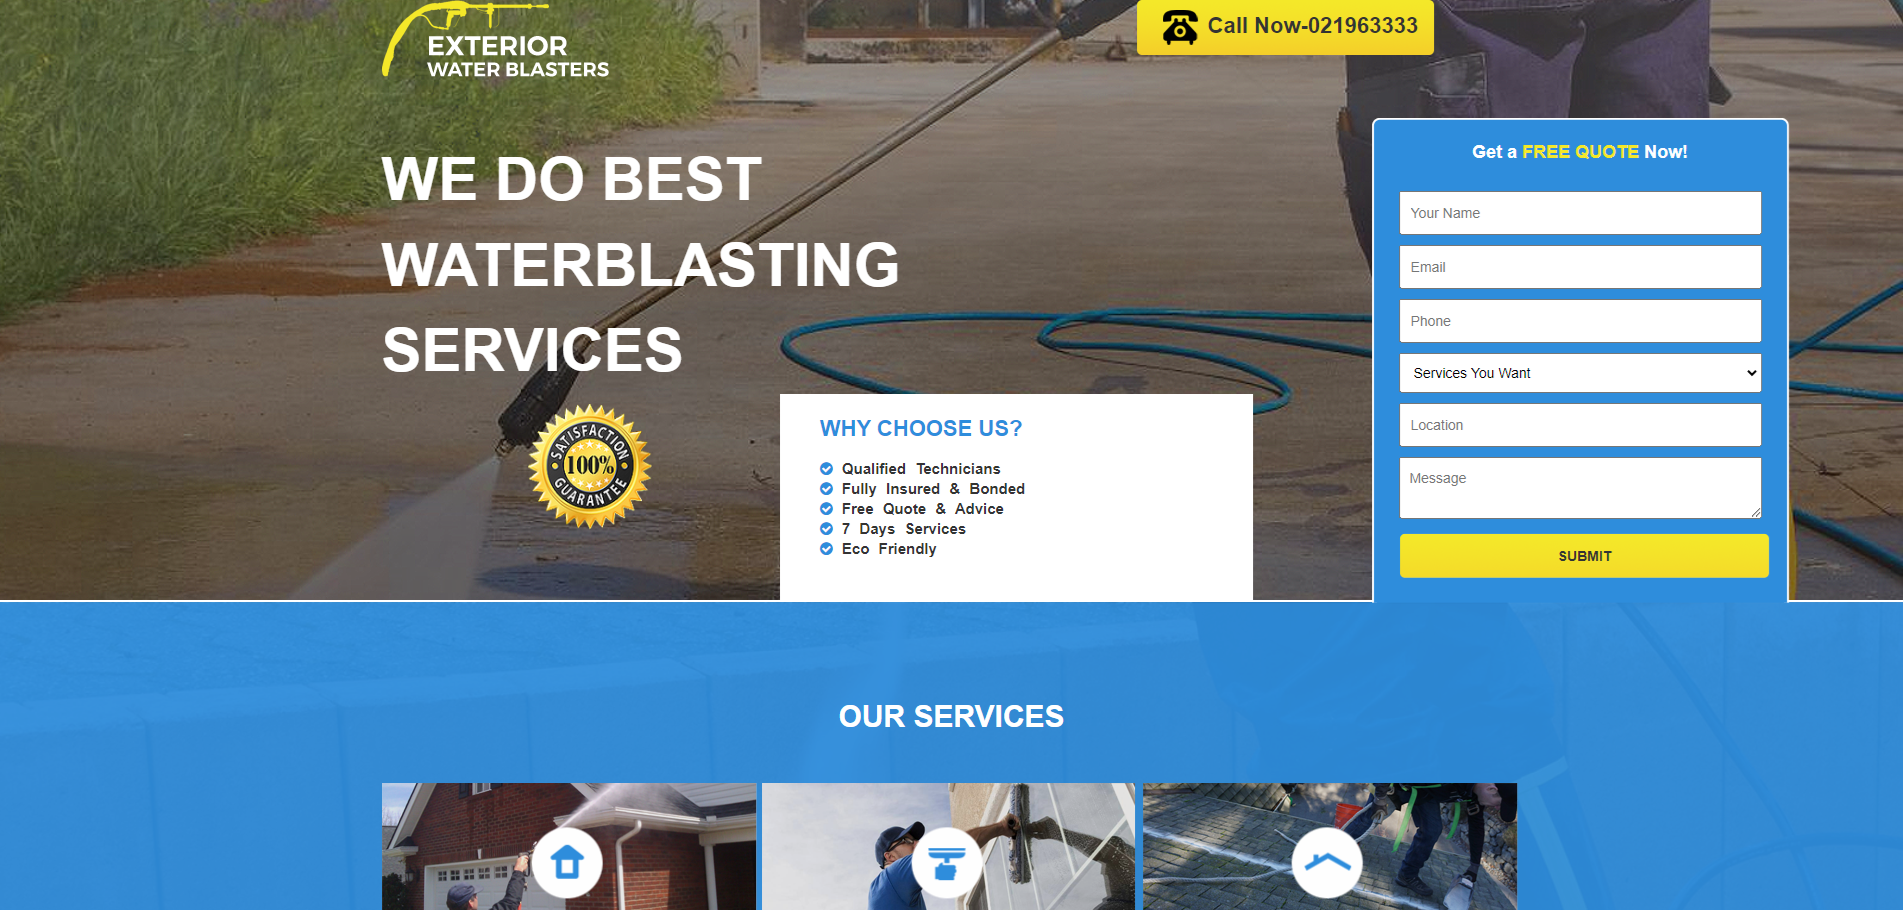 EXTERIOR
WATER BLASTERS
Call Now-021963333
WE DO BEST
WATERBLASTING
SERVICES
SATISFACTION
100%
GUARANTEE
WHY CHOOSE US?
Qualified Technicians
Fully Insured & Bonded
Free Quote & Advice
7 Days Services
Eco Friendly
Get a FREE QUOTE Now!
Your Name
Email
Phone
Services You Want
Location
Message
SUBMIT
OUR SERVICES